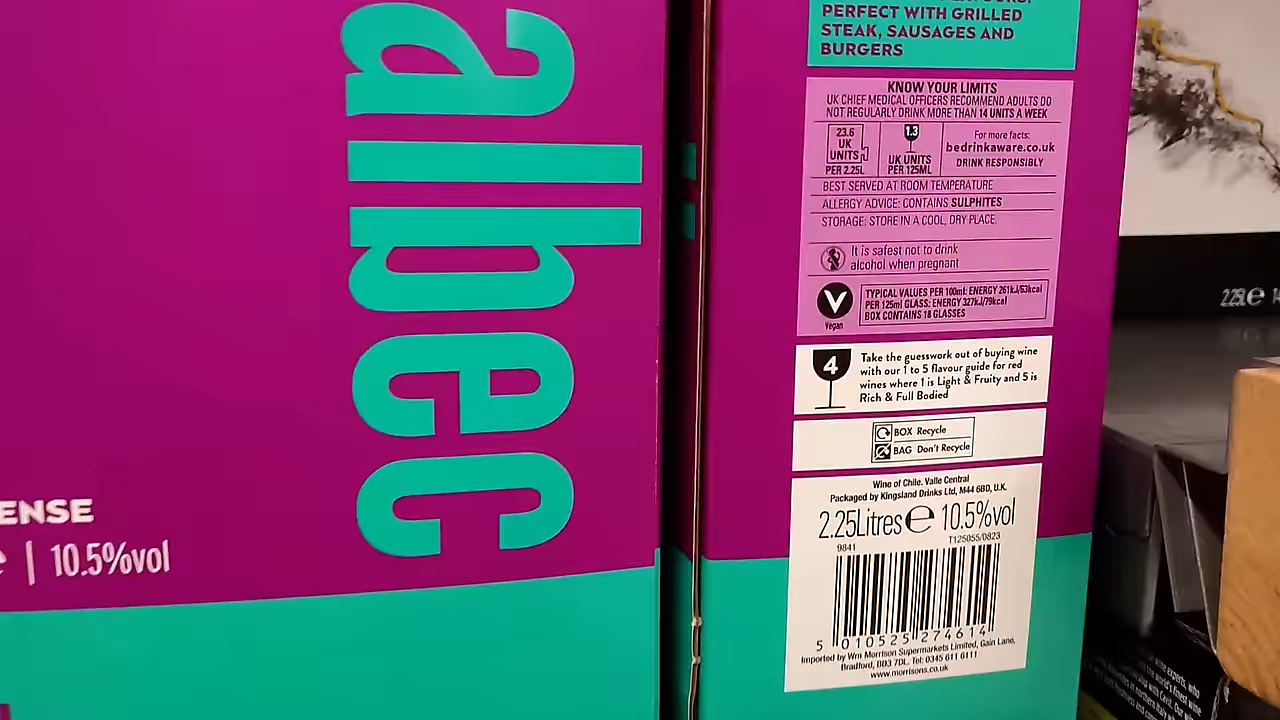 albec
ENSE
e | 10.5%vol
PERFECT WITH GRILLED
STEAK, SAUSAGES AND
BURGERS
KNOW YOUR LIMITS
UK CHIEF MEDICAL OFFICERS RECOMMEND ADULTS DO
NOT REGULARLY DRINK MORE THAN 14 UNITS A WEEK
23.6
UK
UNITS
PER 2.25L
1.3
UK UNITS
PER 125ML
For more facts:
bedrinkaware.co.uk
DRINK RESPONSIBLY
BEST SERVED AT ROOM TEMPERATURE
ALLERGY ADVICE: CONTAINS SULPHITES
STORAGE: STORE IN A COOL, DRY PLACE.
It is safest not to drink
alcohol when pregnant
V
Vegan
TYPICAL VALUES PER 100ml: ENERGY 261kJ/63kcal
PER 125ml GLASS: ENERGY 327kJ/79kcal
BOX CONTAINS 18 GLASSES
4
Take the guesswork out of buying wine
with our 1 to 5 flavour guide for red
wines where 1 is Light & Fruity and 5 is
Rich & Full Bodied
BOX Recycle
BAG Don't Recycle
Wine of Chile. Valle Central
Packaged by Kingsland Drinks Ltd, M44 6BD, U.K.
2.25Litres e 10.5%vol
9841 T125055/0823
5 010525 274614
Imported by Wm Morrison Supermarkets Limited, Gain Lane,
Bradford, BD3 7DL. Tel: 0345 611 6111
www.morrisons.co.uk